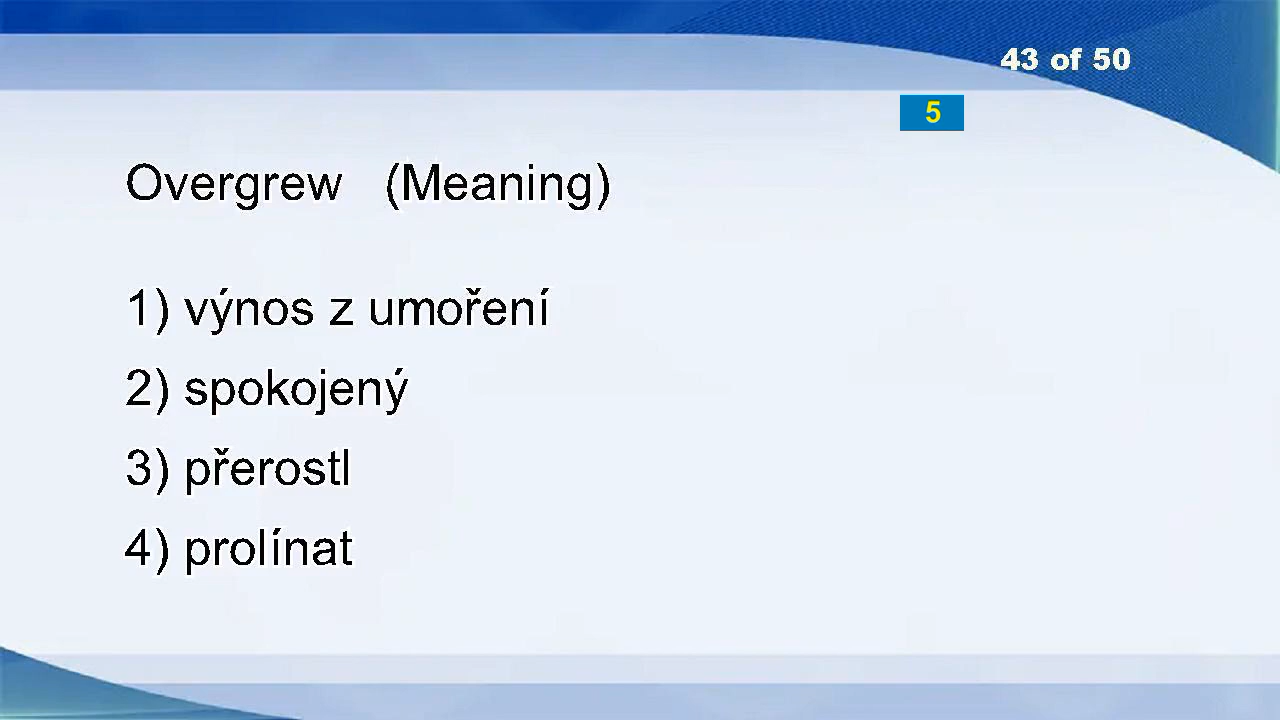 43 of 50
5
Overgrew (Meaning)
1) výnos z umoření
2) spokojený
3) přerostl
4) prolínat